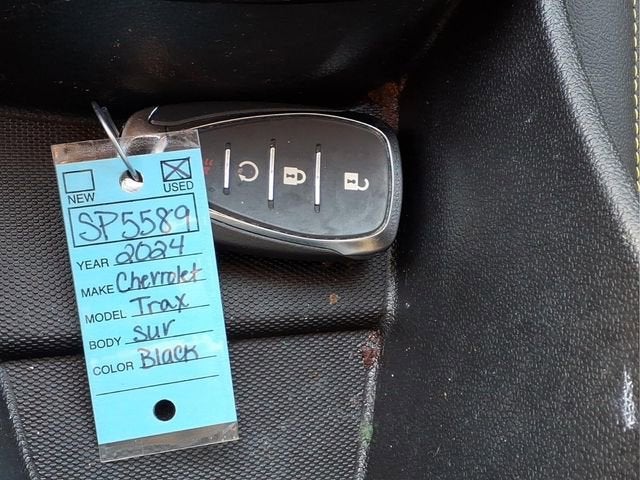 NEW USED
SP5589
YEAR 2024
MAKE Chevrolet
MODEL Trax
BODY SUV
COLOR Black